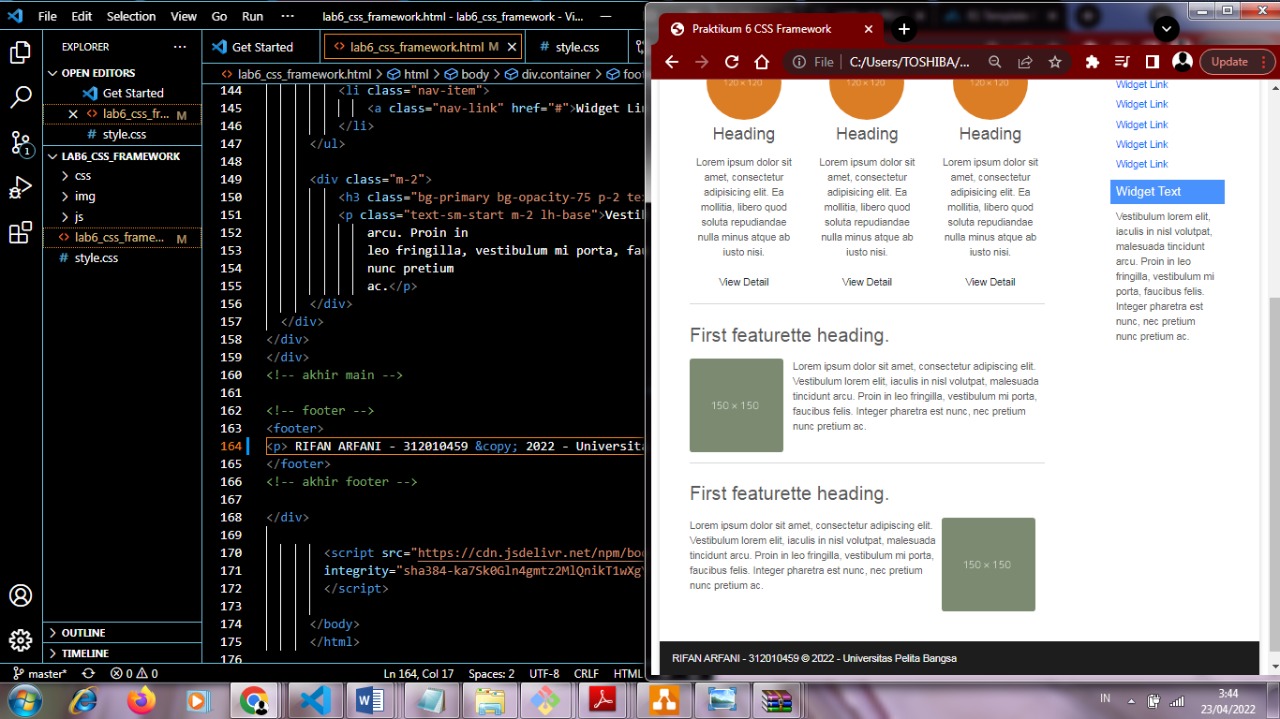 File Edit Selection View Go Run ··· lab6_css_framework.html - lab6_css_framework - Vi...
EXPLORER ···
OPEN EDITORS
Get Started
lab6_css_fr... M
style.css
LAB6_CSS_FRAMEWORK
css
img
js
lab6_css_frame... M
style.css
OUTLINE
TIMELINE
Get Started lab6_css_framework.html M style.css
lab6_css_framework.html > html > body > div.container > foo
144 <li class="nav-item">
145 <a class="nav-link" href="#">Widget Lin
146 </li>
147 </ul>
148
149 <div class="m-2">
150 <h3 class="bg-primary bg-opacity-75 p-2 te
151 <p class="text-sm-start m-2 lh-base">Vesti
152 arcu. Proin in
153 leo fringilla, vestibulum mi porta, fau
154 nunc pretium
155 ac.</p>
156 </div>
157 </div>
158 </div>
159 </div>
160 <!-- akhir main -->
161
162 <!-- footer -->
163 <footer>
164 <p> RIFAN ARFANI - 312010459 &copy; 2022 - Universita
165 </footer>
166 <!-- akhir footer -->
167
168 </div>
169
170 <script src="https://cdn.jsdelivr.net/npm/boo
171 integrity="sha384-ka7Sk0Gln4gmtz2MlQnikT1wXg
172 </script>
173
174 </body>
175 </html>
176
master* 0 0 Ln 164, Col 17 Spaces: 2 UTF-8 CRLF HTML
Praktikum 6 CSS Framework
File | C:/Users/TOSHIBA/... Update
120 × 120 120 × 120 120 × 120
Heading Heading Heading
Lorem ipsum dolor sit Lorem ipsum dolor sit Lorem ipsum dolor sit
amet, consectetur amet, consectetur amet, consectetur
adipisicing elit. Ea adipisicing elit. Ea adipisicing elit. Ea
mollitia, libero quod mollitia, libero quod mollitia, libero quod
soluta repudiandae soluta repudiandae soluta repudiandae
nulla minus atque ab nulla minus atque ab nulla minus atque ab
iusto nisi. iusto nisi. iusto nisi.
View Detail View Detail View Detail
First featurette heading.
150 × 150
Lorem ipsum dolor sit amet, consectetur adipiscing elit.
Vestibulum lorem elit, iaculis in nisl volutpat, malesuada
tincidunt arcu. Proin in leo fringilla, vestibulum mi porta,
faucibus felis. Integer pharetra est nunc, nec pretium
nunc pretium ac.
First featurette heading.
Lorem ipsum dolor sit amet, consectetur adipiscing elit.
Vestibulum lorem elit, iaculis in nisl volutpat, malesuada
tincidunt arcu. Proin in leo fringilla, vestibulum mi porta,
faucibus felis. Integer pharetra est nunc, nec pretium
nunc pretium ac.
150 × 150
Widget Link
Widget Link
Widget Link
Widget Link
Widget Link
Widget Text
Vestibulum lorem elit,
iaculis in nisl volutpat,
malesuada tincidunt
arcu. Proin in leo
fringilla, vestibulum mi
porta, faucibus felis.
Integer pharetra est
nunc, nec pretium
nunc pretium ac.
RIFAN ARFANI - 312010459 © 2022 - Universitas Pelita Bangsa
IN
3:44
23/04/2022